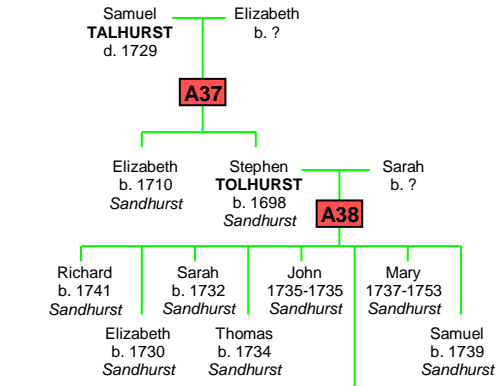 Samuel
TALHURST
d. 1729
Elizabeth
b. ?
A37
Elizabeth
b. 1710
Sandhurst
Stephen
TOLHURST
b. 1698
Sandhurst
Sarah
b. ?
A38
Richard
b. 1741
Sandhurst
Sarah
b. 1732
Sandhurst
John
1735-1735
Sandhurst
Mary
1737-1753
Sandhurst
Elizabeth
b. 1730
Sandhurst
Thomas
b. 1734
Sandhurst
Samuel
b. 1739
Sandhurst